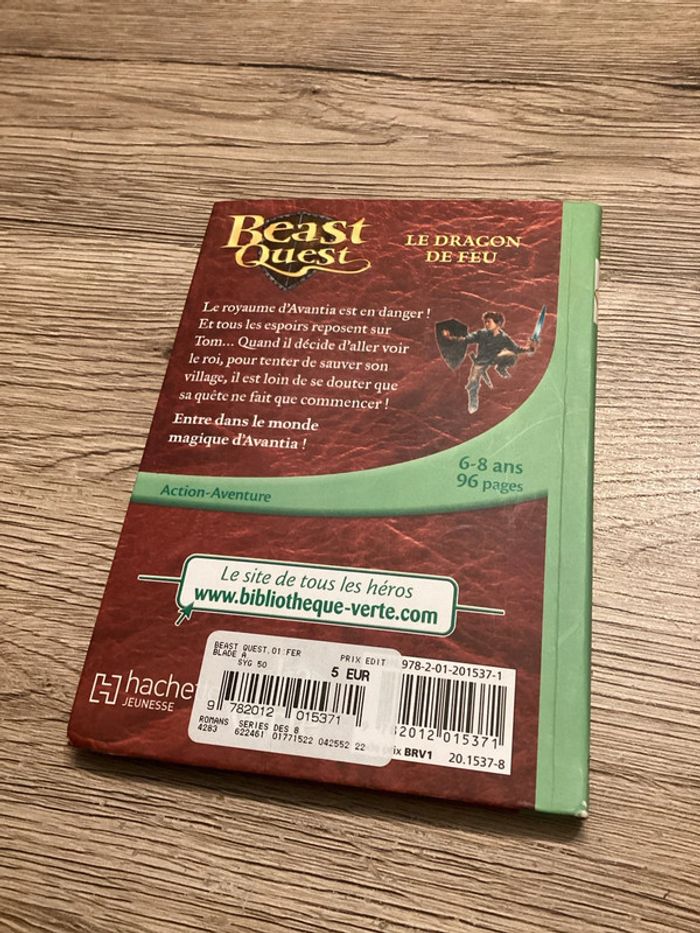 Beast
Quest
LE DRAGON
DE FEU
Le royaume d'Avantia est en danger !
Et tous les espoirs reposent sur
Tom... Quand il décide d'aller voir
le roi, pour tenter de sauver son
village, il est loin de se douter que
sa quête ne fait que commencer !
Entre dans le monde
magique d'Avantia !
6-8 ans
96 pages
Action-Aventure
Le site de tous les héros
www.bibliotheque-verte.com
hache
JEUNESSE
BEAST QUEST.01:FER
BLADE A
PRIX EDIT
SYG 50
5 EUR
9 782012 015371
ROMANS SERIES DES 8
4283 622461 01771522 042552 22
978-2-01-201537-1
82012 015371
prix BRV1
20.1537-8